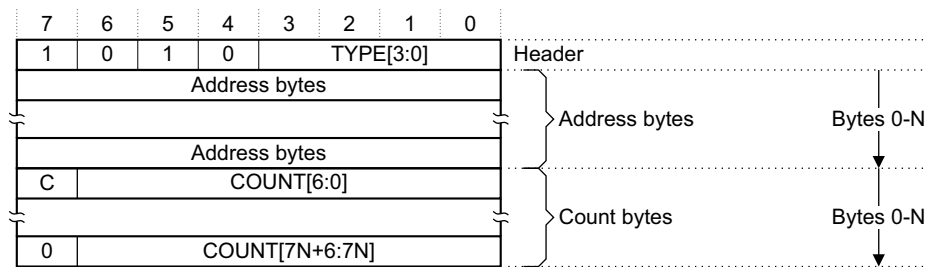 7 6 5 4 3 2 1 0
1 0 1 0 TYPE[3:0] Header
Address bytes
Address bytes Bytes 0-N
Address bytes
C COUNT[6:0]
Count bytes Bytes 0-N
0 COUNT[7N+6:7N]